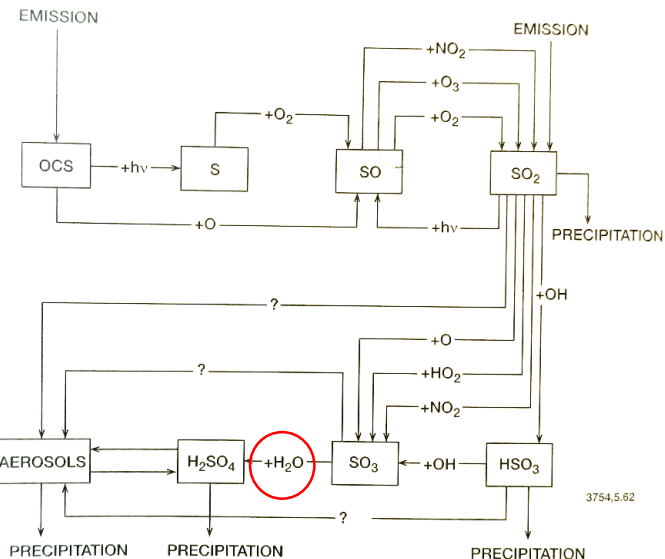 EMISSION
EMISSION
+NO₂
+O₃
+O₂
+O₂
OCS
+hν
S
SO
SO₂
+O
+hν
PRECIPITATION
+OH
?
+O
?
+HO₂
+NO₂
AEROSOLS
H₂SO₄
+H₂O
SO₃
+OH
HSO₃
3754,5.62
?
PRECIPITATION
PRECIPITATION
PRECIPITATION